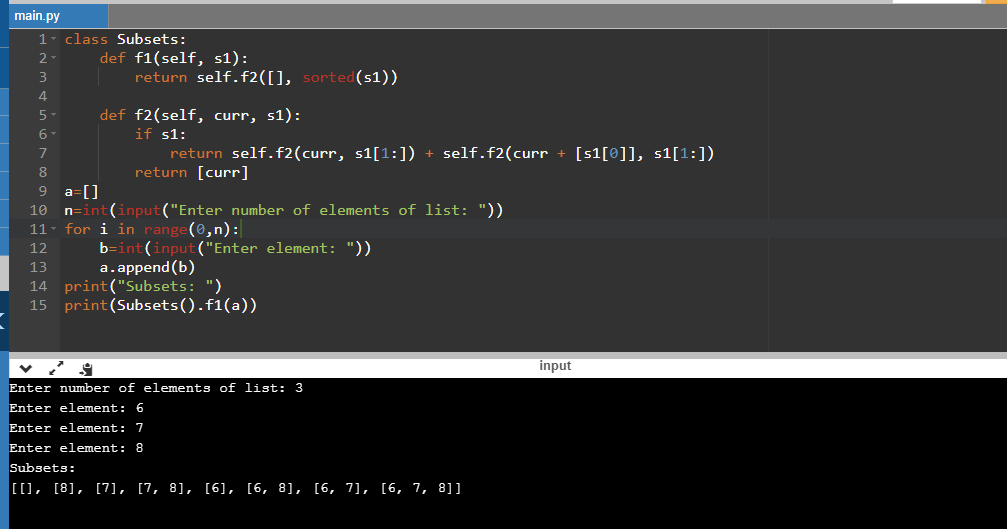 main.py
1 class Subsets:
2     def f1(self, s1):
3         return self.f2([], sorted(s1))
4
5     def f2(self, curr, s1):
6         if s1:
7             return self.f2(curr, s1[1:]) + self.f2(curr + [s1[0]], s1[1:])
8         return [curr]
9 a=[]
10 n=int(input("Enter number of elements of list: "))
11 for i in range(0,n):
12     b=int(input("Enter element: "))
13     a.append(b)
14 print("Subsets: ")
15 print(Subsets().f1(a))
input
Enter number of elements of list: 3
Enter element: 6
Enter element: 7
Enter element: 8
Subsets:
[[], [8], [7], [7, 8], [6], [6, 8], [6, 7], [6, 7, 8]]